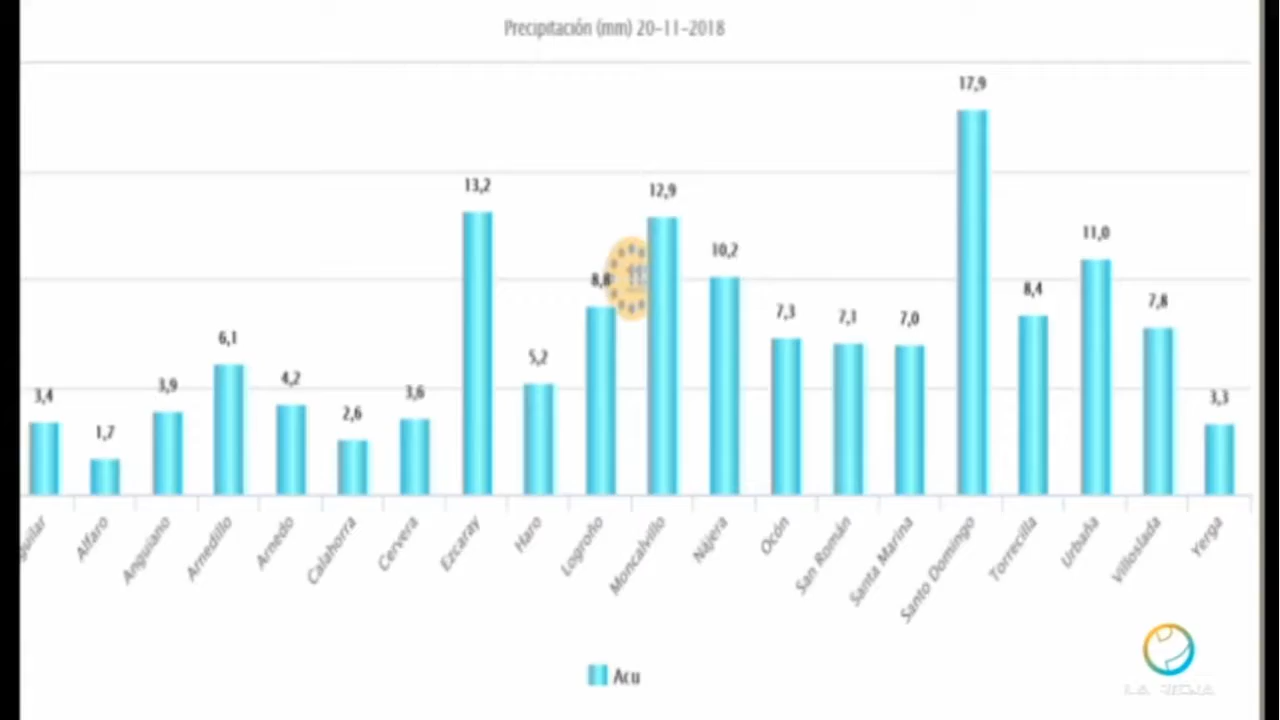 Precipitación (mm) 20-11-2018
17,9
13,2
12,9
11,0
10,2
8,8
8,4
7,8
7,3
7,1
7,0
6,1
5,2
4,2
3,9
3,6
3,4
3,3
2,6
1,7
guilar
Alfaro
Anguiano
Arnedillo
Arnedo
Calahorra
Cervera
Ezcaray
Haro
Logroño
Moncalvillo
Nájera
Ocón
San Román
Santa Marina
Santo Domingo
Torrecilla
Urbaña
Villoslada
Yerga
Acu
LA RIOJA